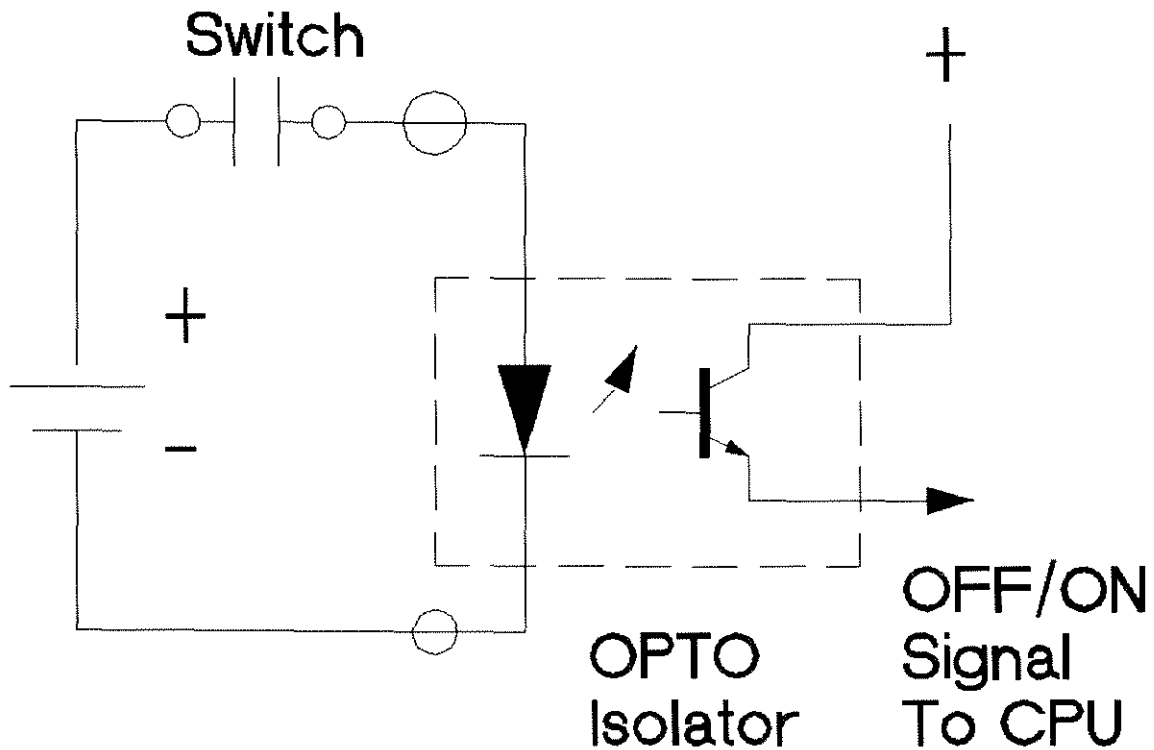 Switch
+
+
-
OPTO
Isolator
OFF/ON
Signal
To CPU